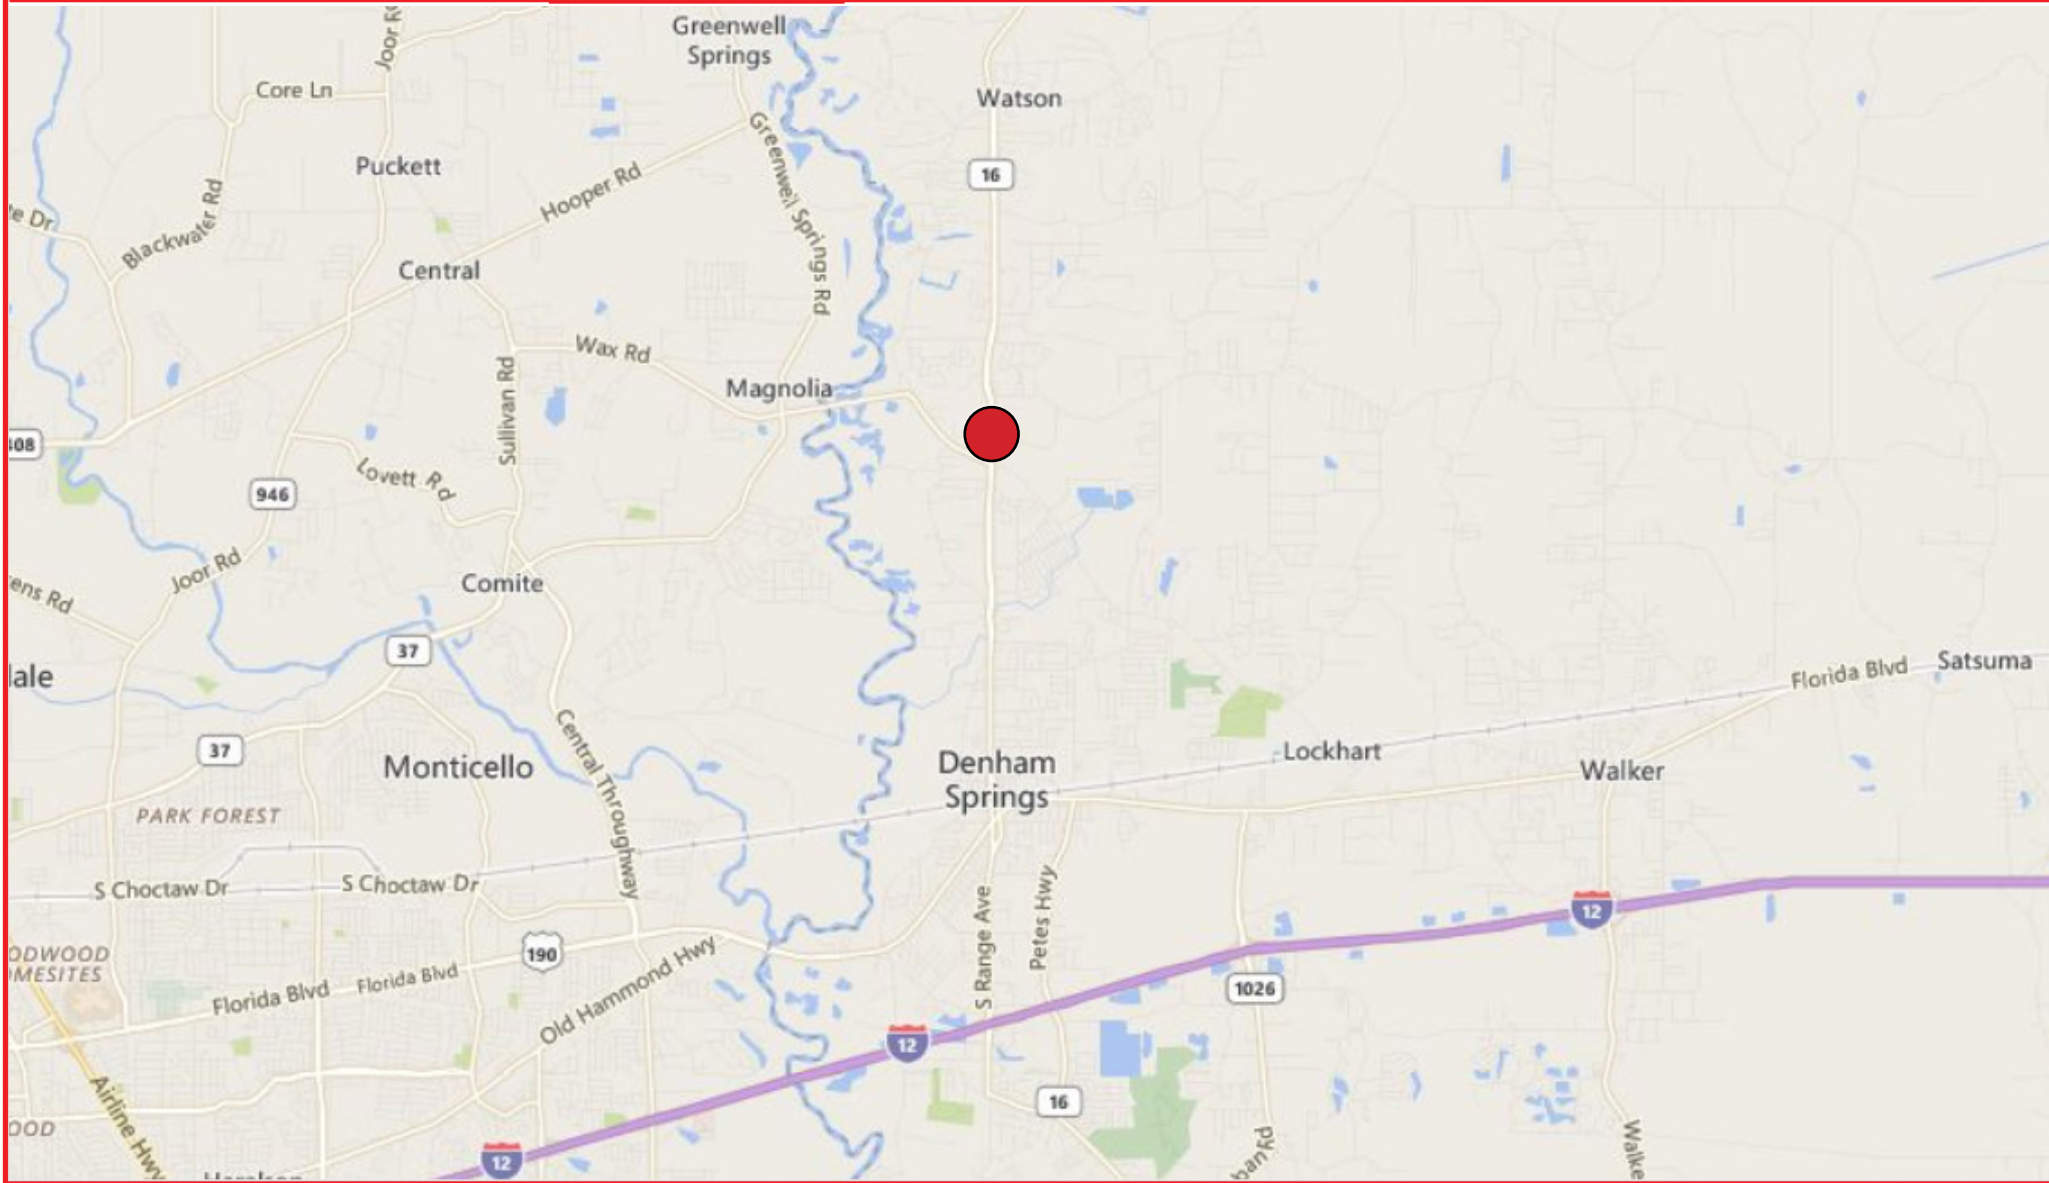 Greenwell
Springs
Joor Rd
Core Ln
Watson
Puckett
16
Hooper Rd
Greenwell Springs Rd
Blackwater Rd
Central
Wax Rd
Sullivan Rd
Magnolia
408
Lovett Rd
946
Joor Rd
Comite
37
Florida Blvd
Satsuma
37
Central Throughway
Monticello
Denham
Springs
Lockhart
Walker
PARK FOREST
S Choctaw Dr
S Choctaw Dr
S Range Ave
Petes Hwy
12
190
Old Hammond Hwy
Florida Blvd
Florida Blvd
1026
12
16
Airline Hwy
12